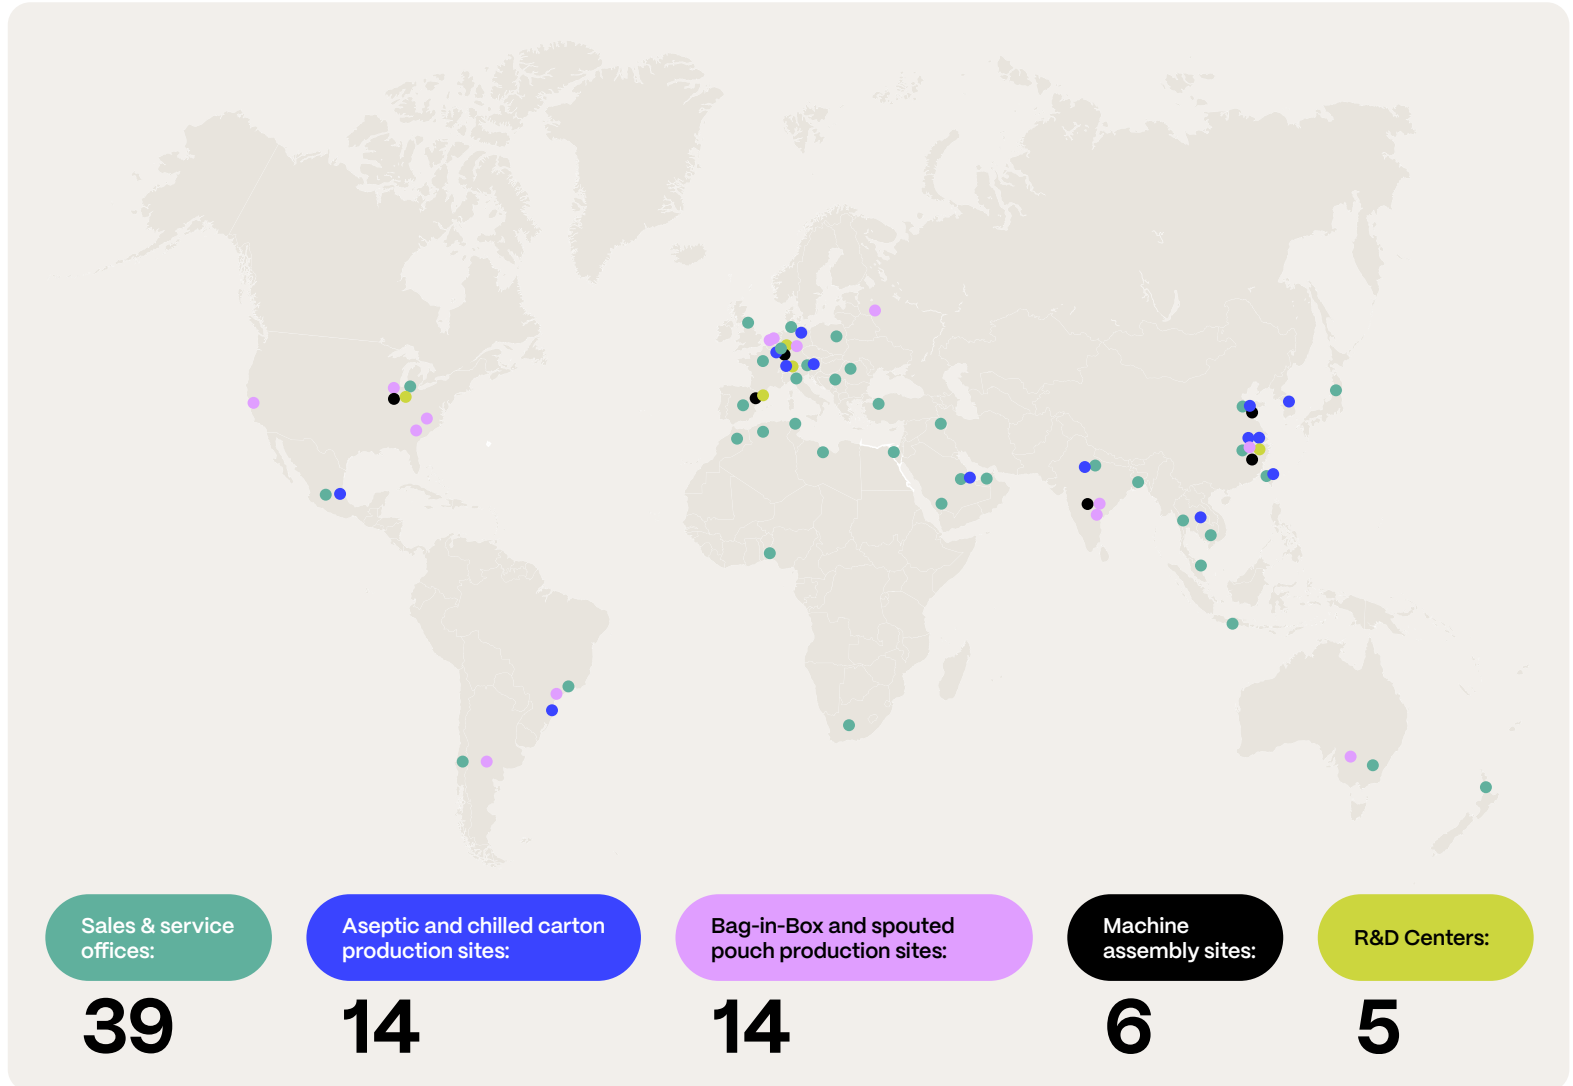 Sales & service
offices:
39
Aseptic and chilled carton
production sites:
14
Bag-in-Box and spouted
pouch production sites:
14
Machine
assembly sites:
6
R&D Centers:
5